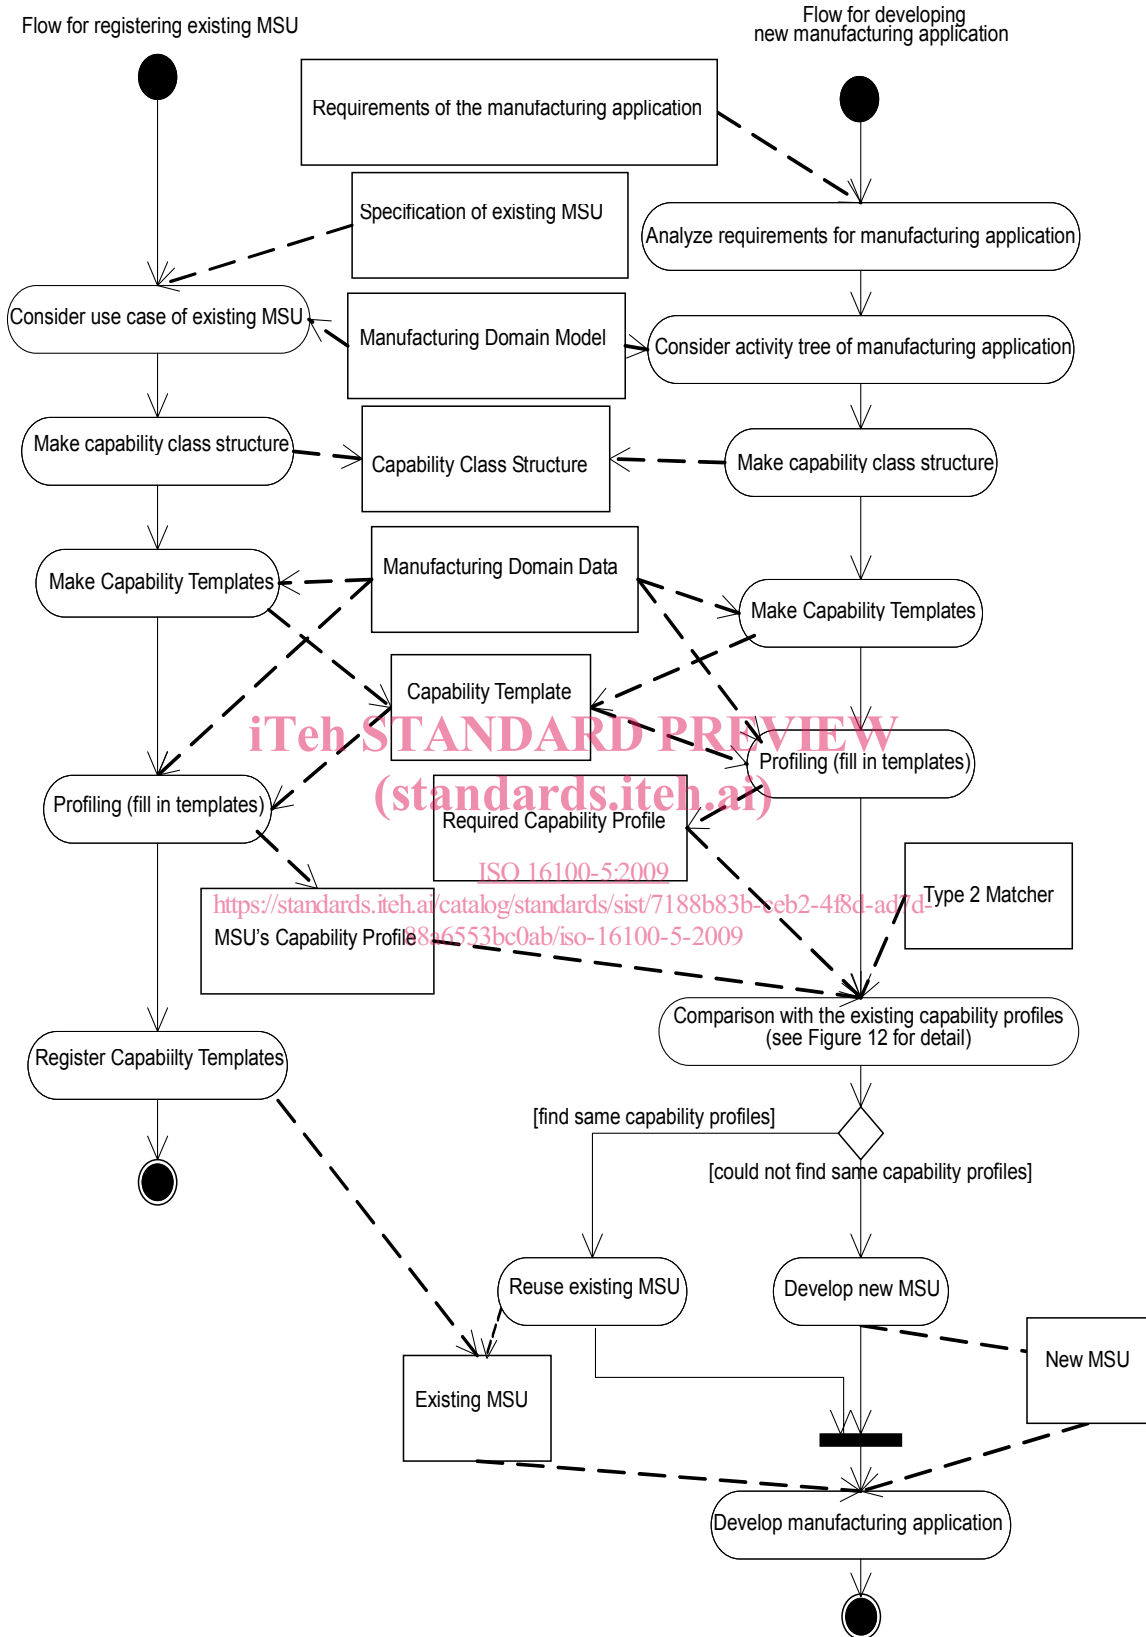 Flow for registering existing MSU
Flow for developing
new manufacturing application
Requirements of the manufacturing application
Specification of existing MSU
Analyze requirements for manufacturing application
Consider use case of existing MSU
Manufacturing Domain Model
Consider activity tree of manufacturing application
Make capability class structure
Capability Class Structure
Make capability class structure
Make Capability Templates
Manufacturing Domain Data
Make Capability Templates
Capability Template
iTeh STANDARD PREVIEW
(standards.iteh.ai)
Profiling (fill in templates)
Profiling (fill in templates)
Required Capability Profile
ISO 16100-5:2009
https://standards.iteh.ai/catalog/standards/sist/7188b83b-ceb2-4f8d-ad7d-
88a6553bc0ab/iso-16100-5-2009
Type 2 Matcher
MSU's Capability Profile
Comparison with the existing capability profiles
(see Figure 12 for detail)
Register Capabiilty Templates
[find same capability profiles]
[could not find same capability profiles]
Reuse existing MSU
Develop new MSU
New MSU
Existing MSU
Develop manufacturing application